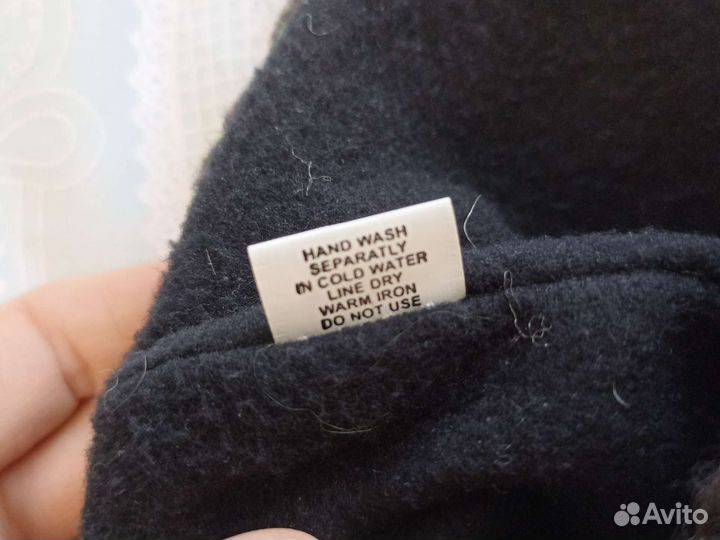 HAND WASH
SEPARATLY
IN COLD WATER
LINE DRY
WARM IRON
DO NOT USE
Avito